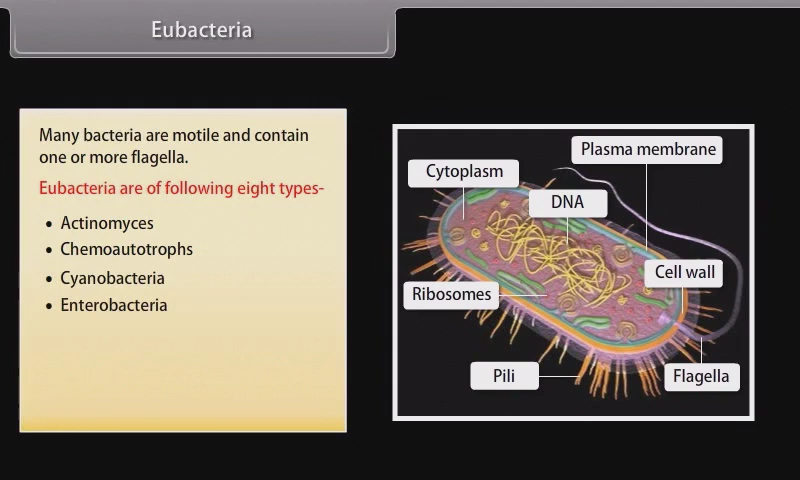 Eubacteria
Many bacteria are motile and contain
one or more flagella.
Eubacteria are of following eight types-
• Actinomyces
• Chemoautotrophs
• Cyanobacteria
• Enterobacteria
Plasma membrane
Cytoplasm
DNA
Cell wall
Ribosomes
Pili
Flagella